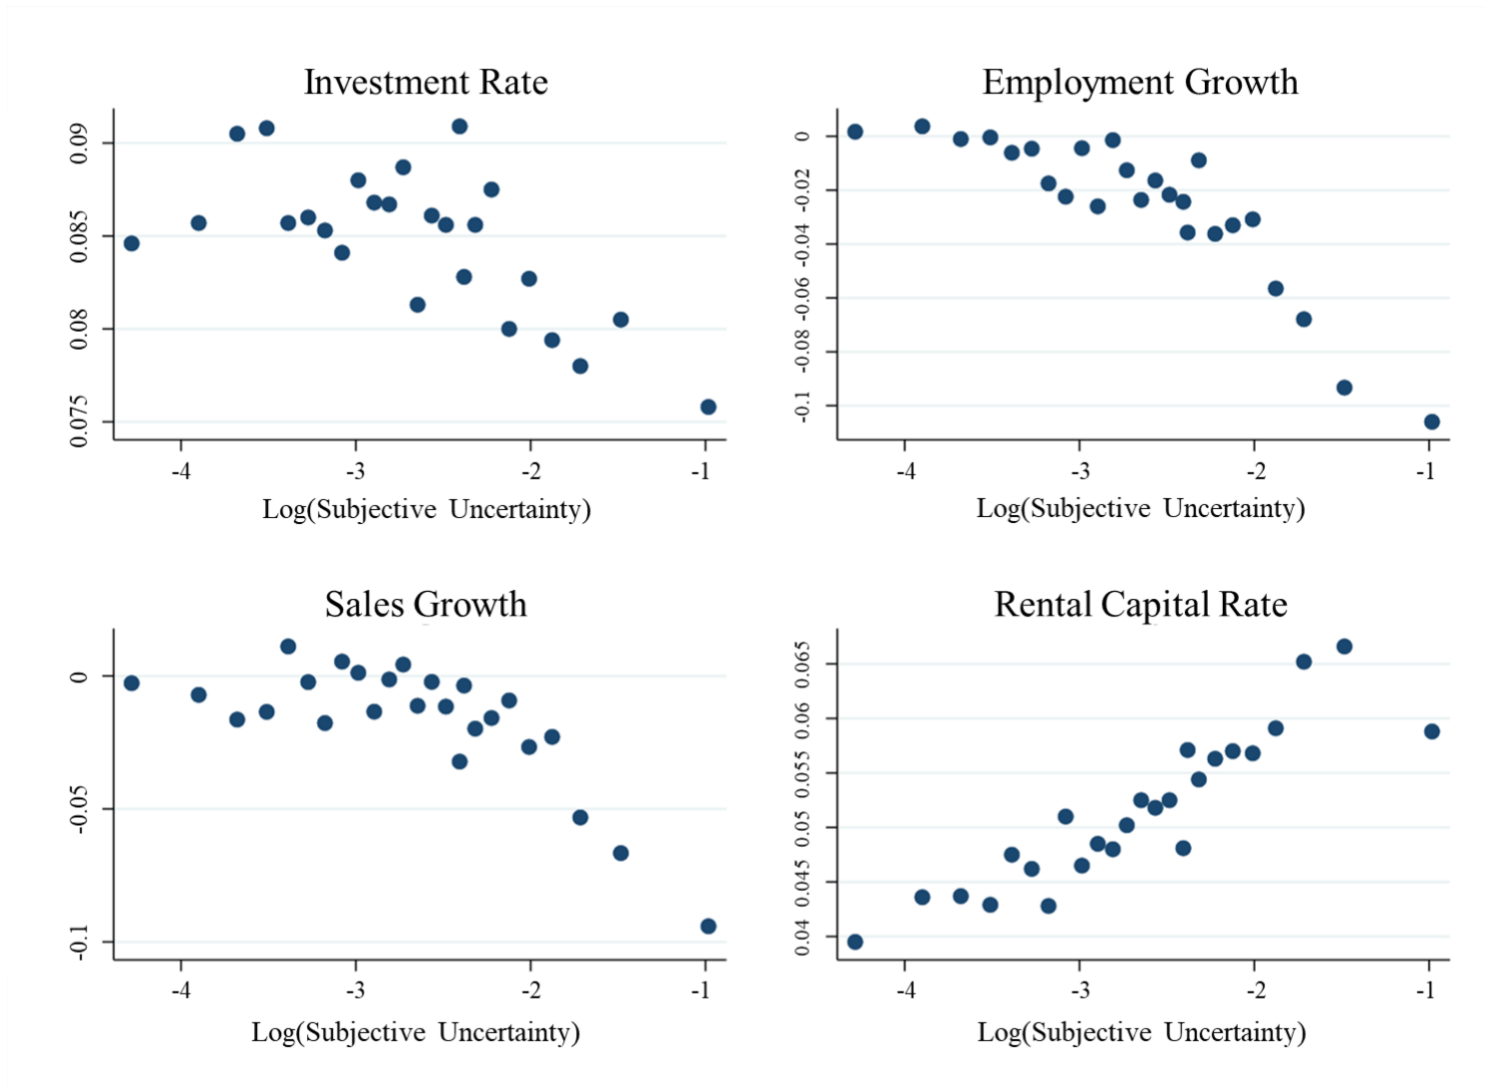 Investment Rate
0.09
0.085
0.08
0.075
-4 -3 -2 -1
Log(Subjective Uncertainty)
Employment Growth
0
-0.02
-0.04
-0.06
-0.08
-0.1
-4 -3 -2 -1
Log(Subjective Uncertainty)
Sales Growth
0
-0.05
-0.1
-4 -3 -2 -1
Log(Subjective Uncertainty)
Rental Capital Rate
0.065
0.06
0.055
0.05
0.045
0.04
-4 -3 -2 -1
Log(Subjective Uncertainty)